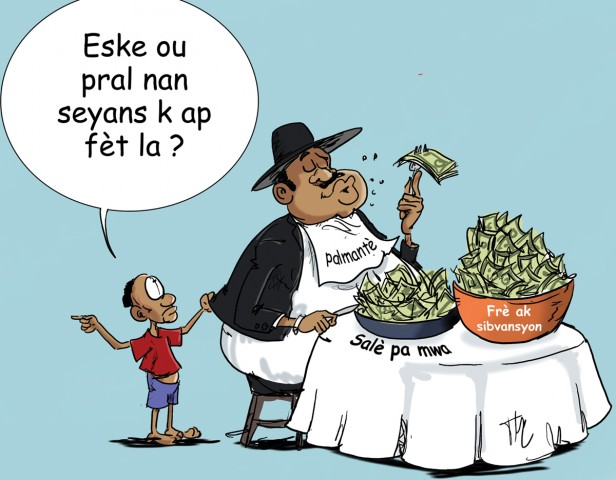 Eske ou
pral nan
seyans k ap
fèt la ?
palmantè
Salè pa mwa
Frè ak
sibvansyon